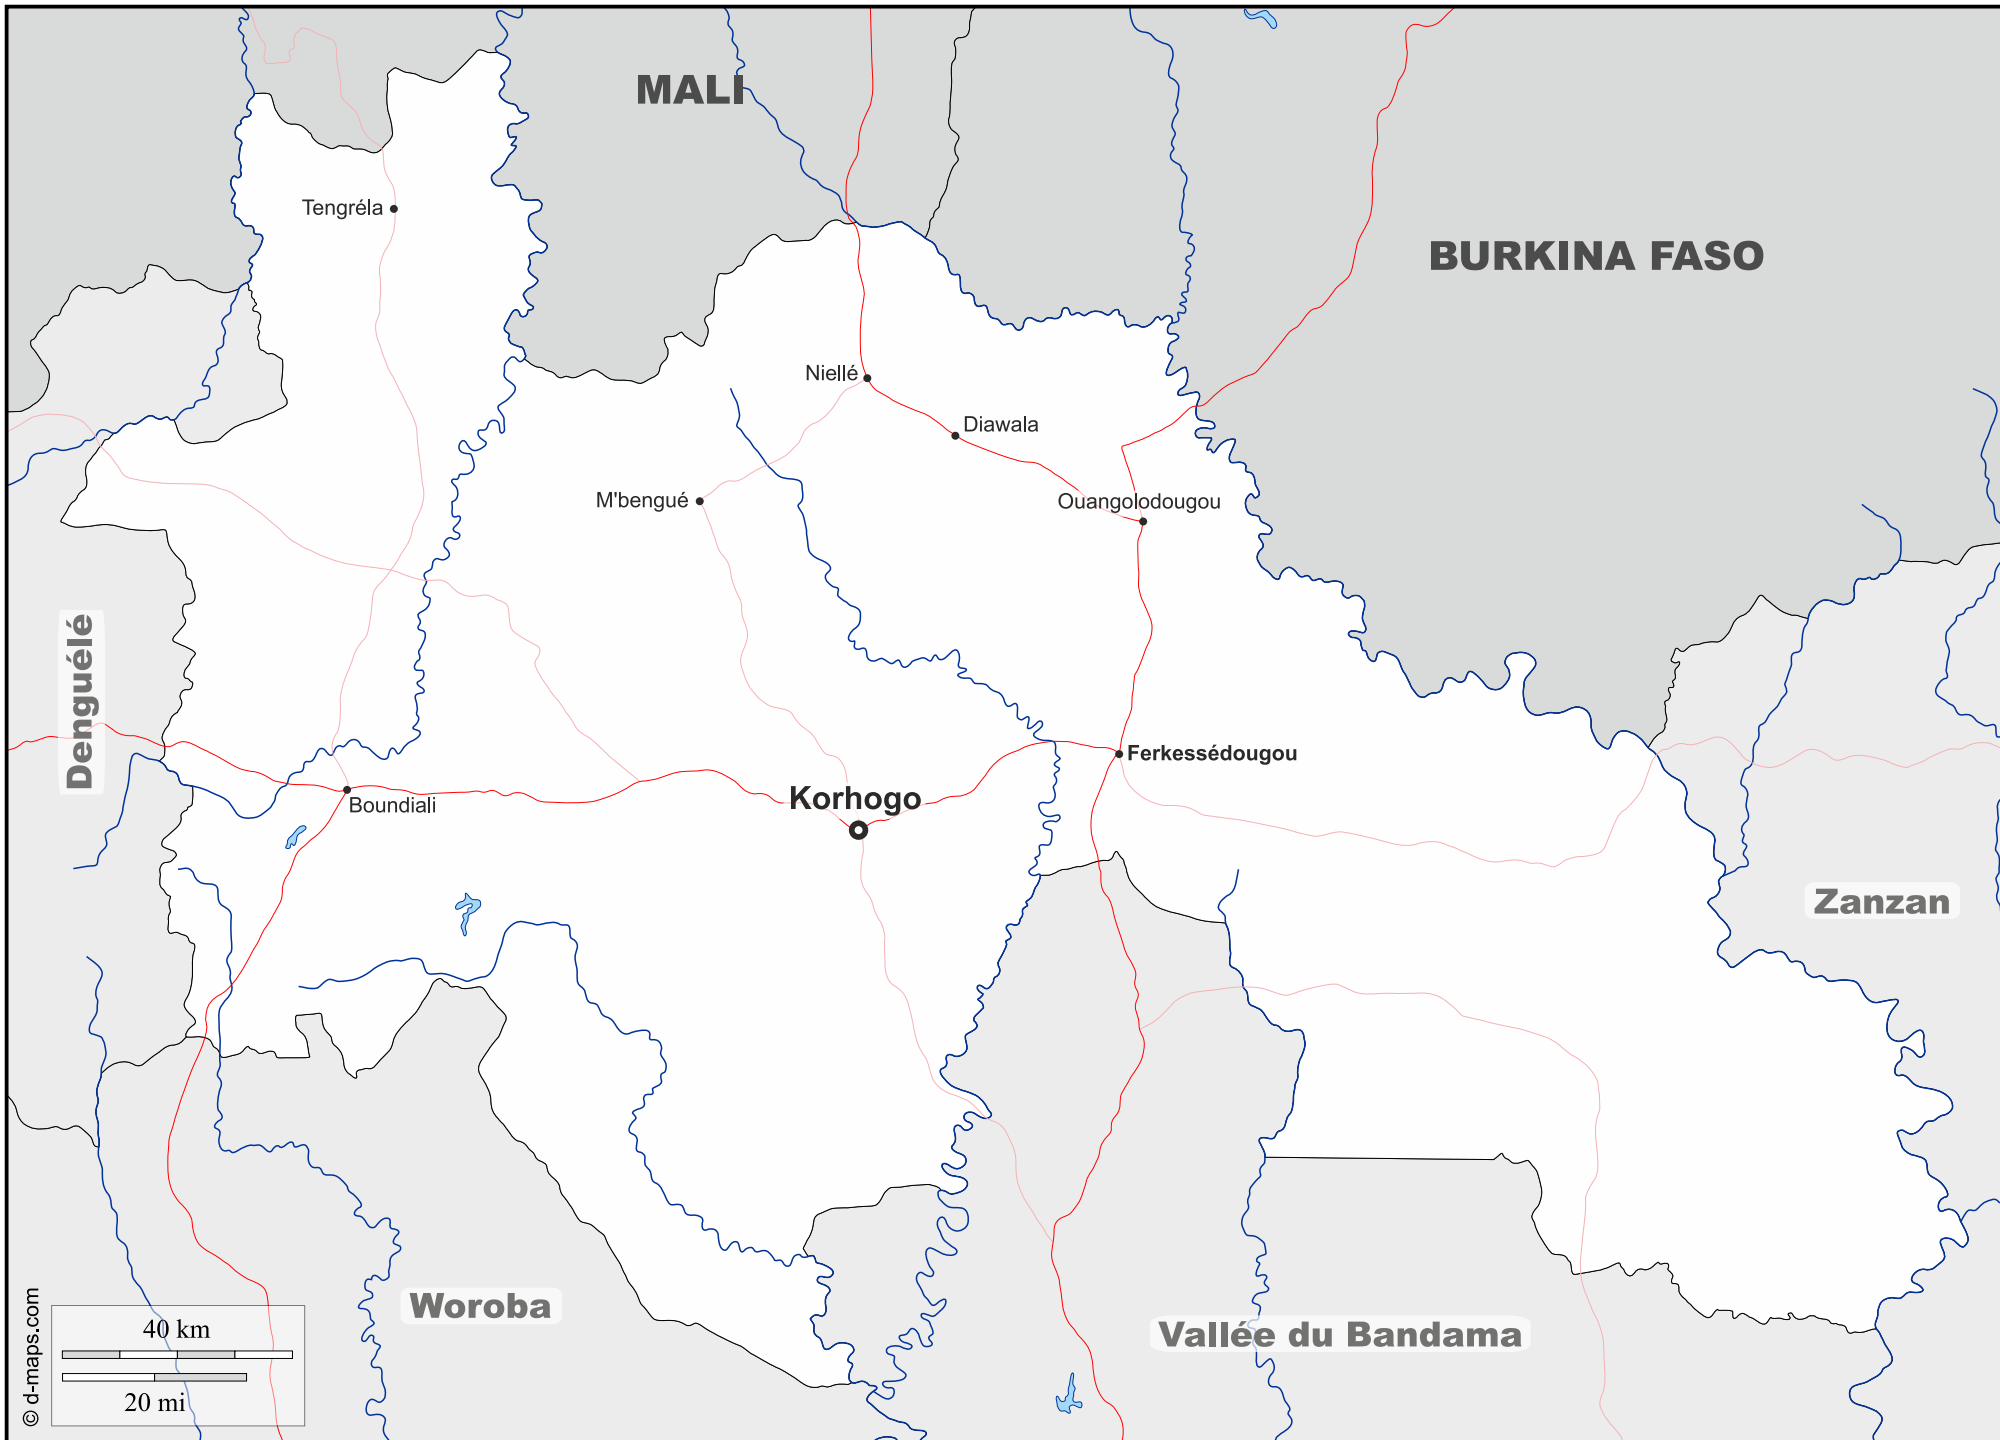 MALI
Tengréla
BURKINA FASO
Niellé
Diawala
M'bengué
Ouangolodougou
Denguélé
Ferkessédougou
Korhogo
Boundiali
Zanzan
Woroba
Vallée du Bandama
40 km
20 mi
© d-maps.com